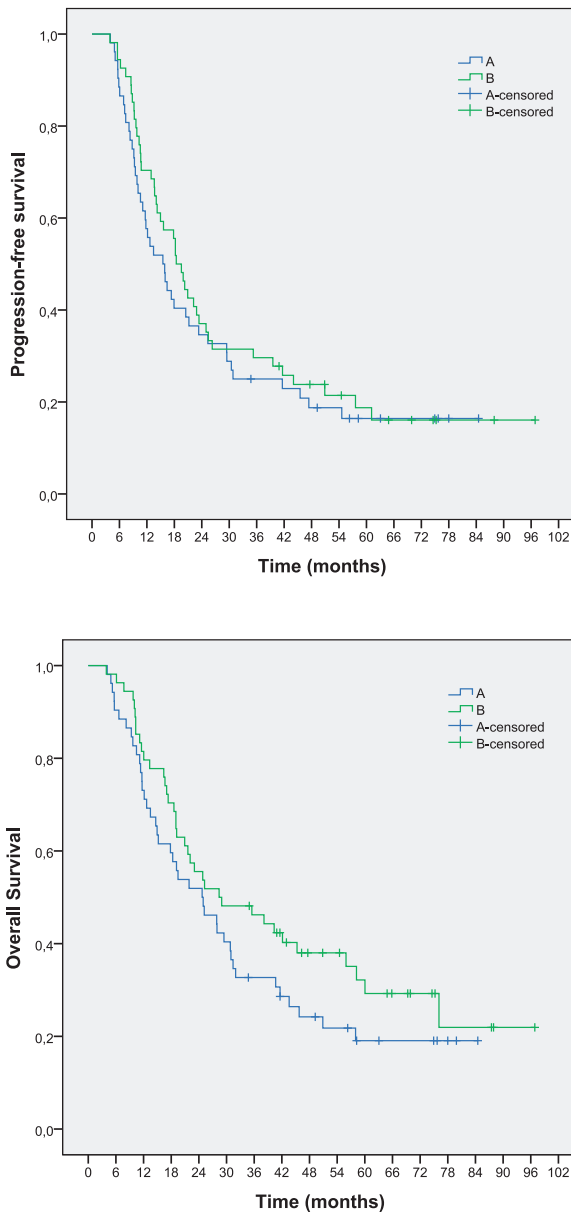 1,0
0,8
0,6
0,4
0,2
0,0
Progression-free survival
A
B
A-censored
B-censored
0 6 12 18 24 30 36 42 48 54 60 66 72 78 84 90 96 102
Time (months)
1,0
0,8
0,6
0,4
0,2
0,0
Overall Survival
A
B
A-censored
B-censored
0 6 12 18 24 30 36 42 48 54 60 66 72 78 84 90 96 102
Time (months)